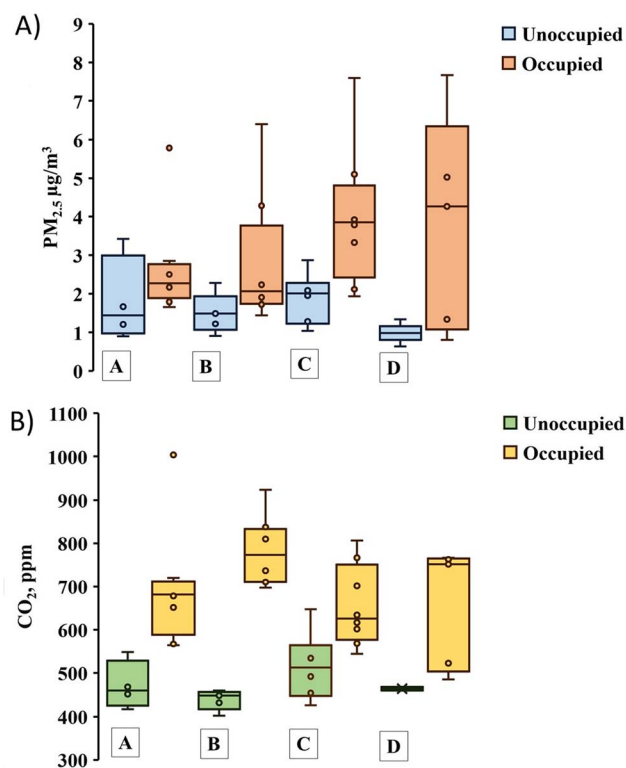 A)
9
8
7
6
5
4
3
2
1
0
PM2.5 µg/m³
Unoccupied
Occupied
A
B
C
D
B)
1100
1000
900
800
700
600
500
400
300
CO2, ppm
Unoccupied
Occupied
A
B
C
D